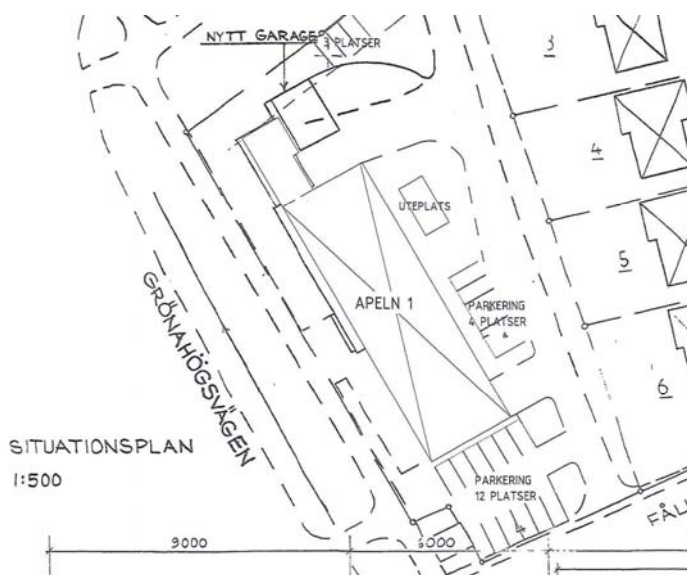 NYTT GARAGE
3 PLATSER
3
4
UTEPLATS
5
APELN 1
PARKERING
4 PLATSER
6
GRÖNAHÖGSVÄGEN
SITUATIONSPLAN
1:500
PARKERING
12 PLATSER
4
9000
6000